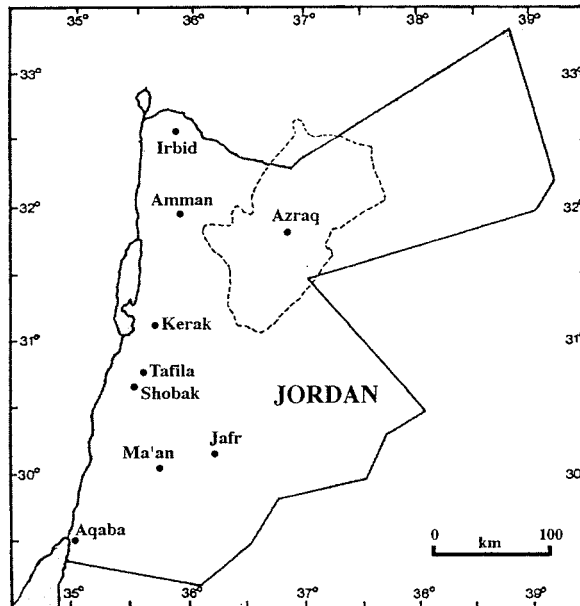 35° 36° 37° 38° 39°
33° 33°
Irbid
Amman
32° 32°
Azraq
31° 31°
Kerak
Tafila
Shobak
JORDAN
Jafr
Ma'an
30° 30°
Aqaba
0 km 100
35° 36° 37° 38° 39°